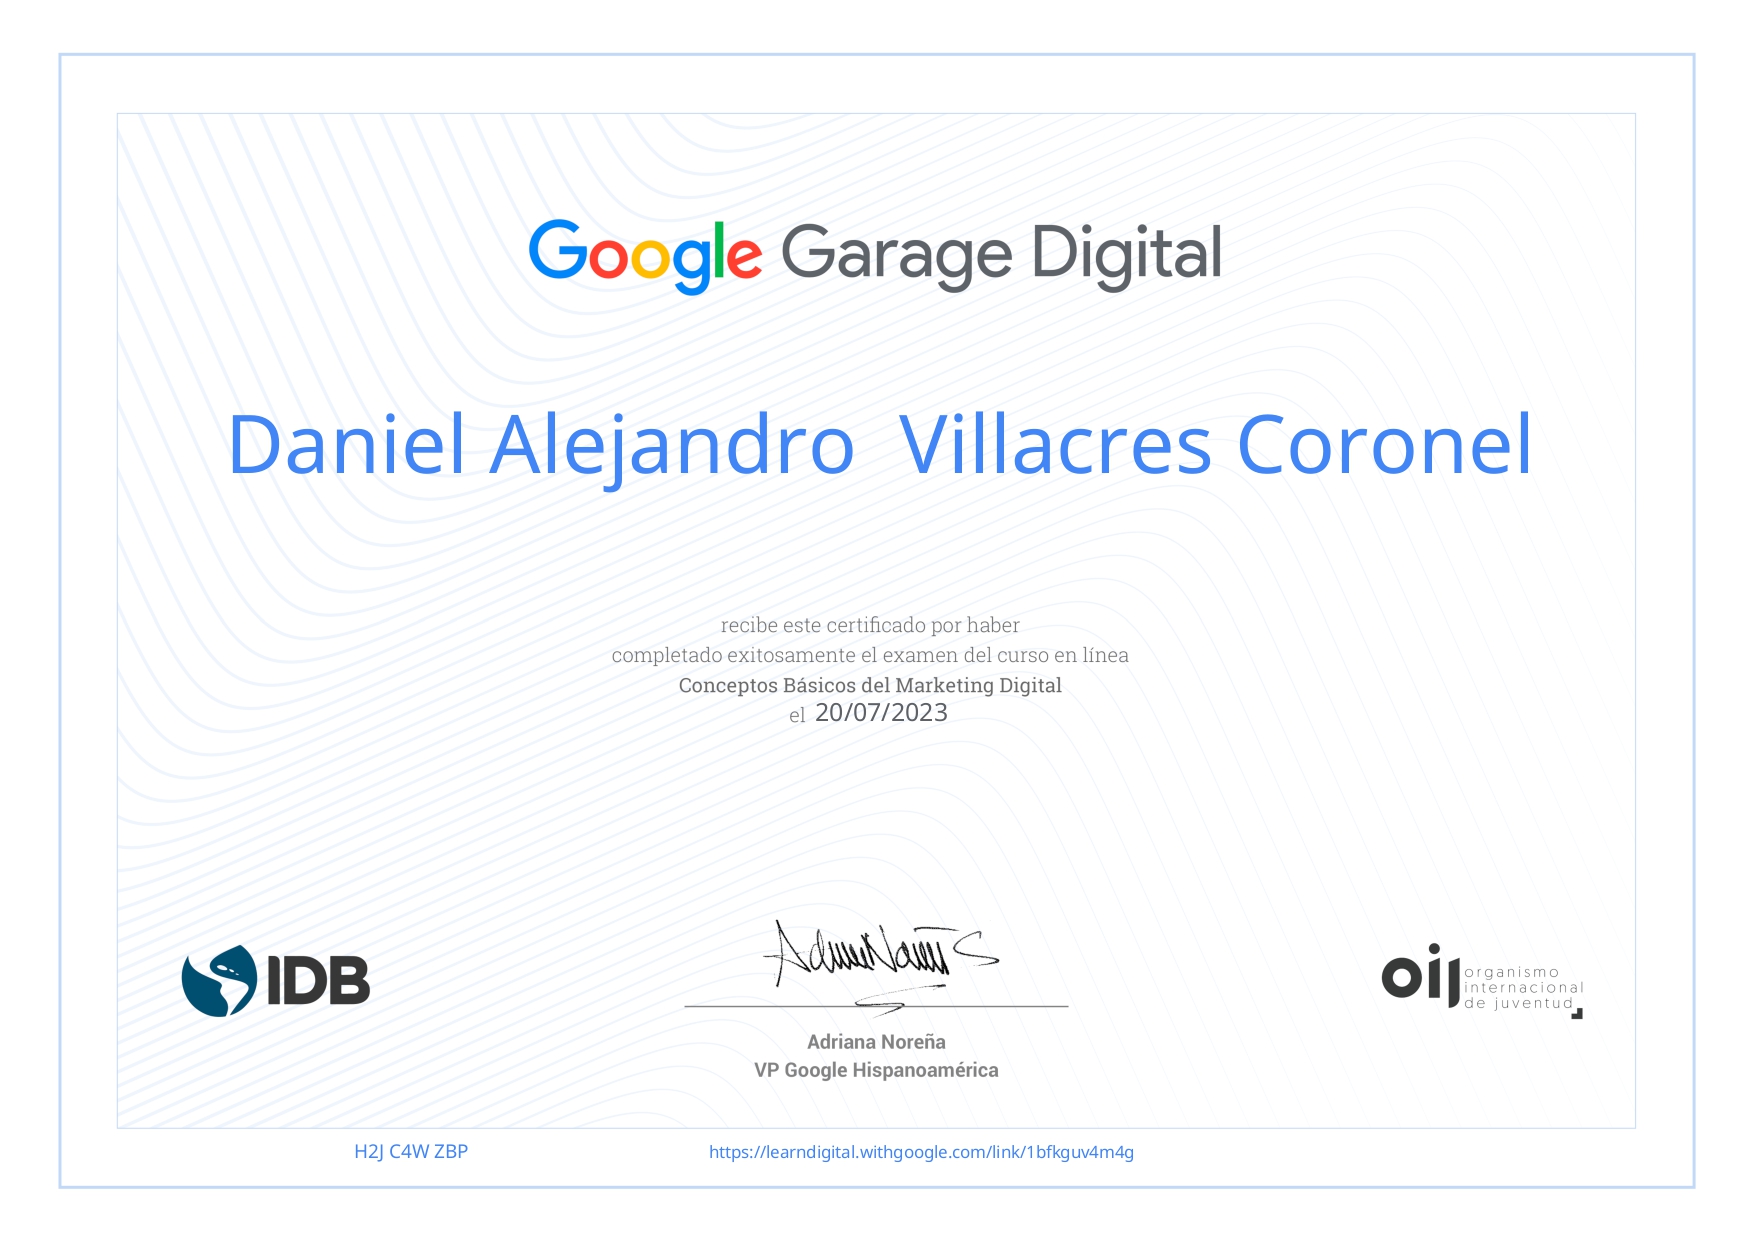 Google Garage Digital
Daniel Alejandro  Villacres Coronel
recibe este certificado por haber
completado exitosamente el examen del curso en línea
Conceptos Básicos del Marketing Digital
el 20/07/2023
IDB
oij organismo
internacional
de juventud
Adriana Noreña
VP Google Hispanoamérica
H2J C4W ZBP
https://learndigital.withgoogle.com/link/1bfkguv4m4g